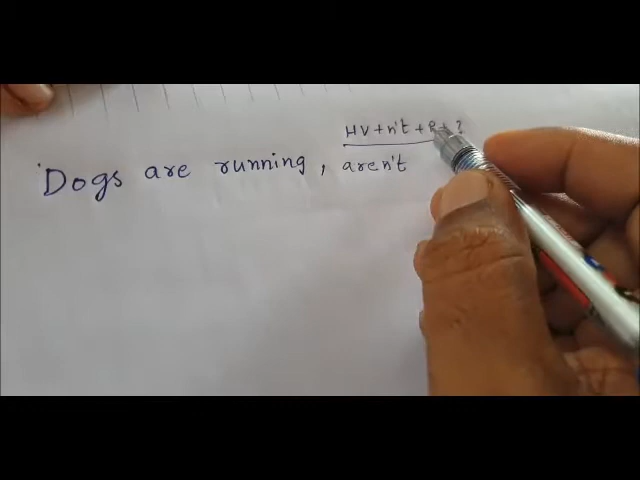 HV + n't + P + ?
Dogs are running, aren't